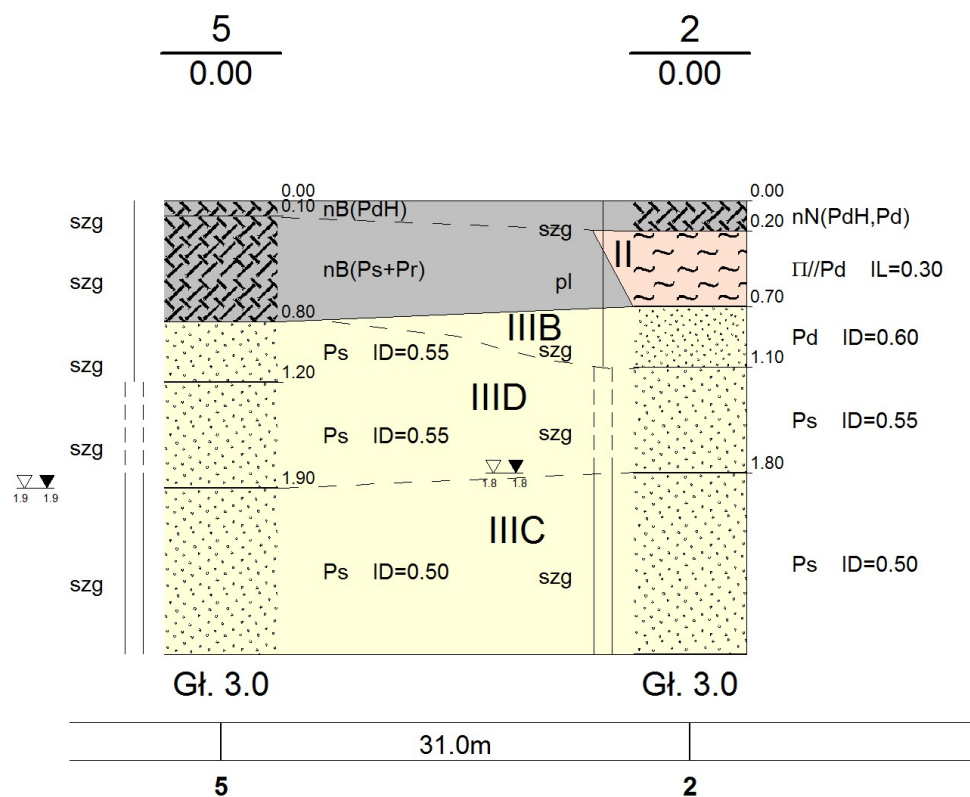 5 2
0.00 0.00
0.00 0.00
0.10 nB(PdH)
szg szg 0.20 nN(PdH,Pd)
II
szg nB(Ps+Pr) pl Π//Pd IL=0.30
0.80 0.70
IIIB
szg Ps ID=0.55 szg Pd ID=0.60
1.10
1.20
IIID
szg Ps ID=0.55 szg Ps ID=0.55
1.80
1.9 1.9 1.90 1.8 1.8
IIIC
szg Ps ID=0.50 szg Ps ID=0.50
Gł. 3.0 Gł. 3.0
31.0m
5 2